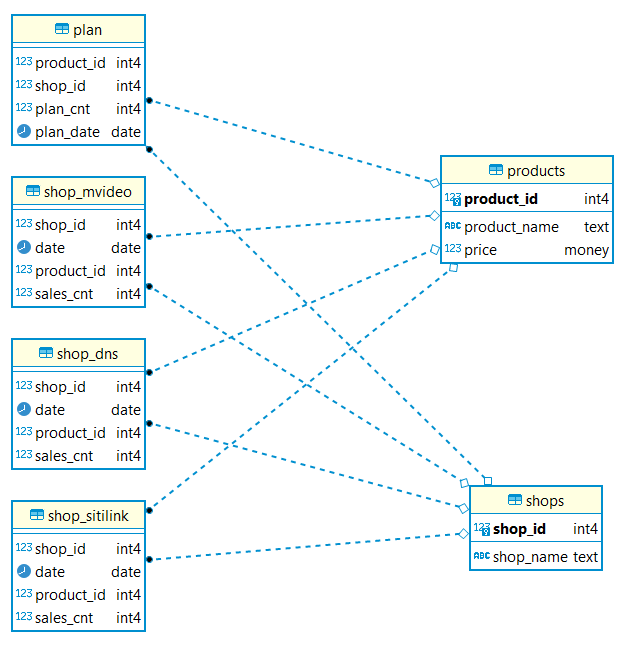 plan
123 product_id int4
123 shop_id int4
123 plan_cnt int4
plan_date date
shop_mvideo
123 shop_id int4
date date
123 product_id int4
123 sales_cnt int4
shop_dns
123 shop_id int4
date date
123 product_id int4
123 sales_cnt int4
shop_sitilink
123 shop_id int4
date date
123 product_id int4
123 sales_cnt int4
products
123 product_id int4
ABC product_name text
123 price money
shops
123 shop_id int4
ABC shop_name text